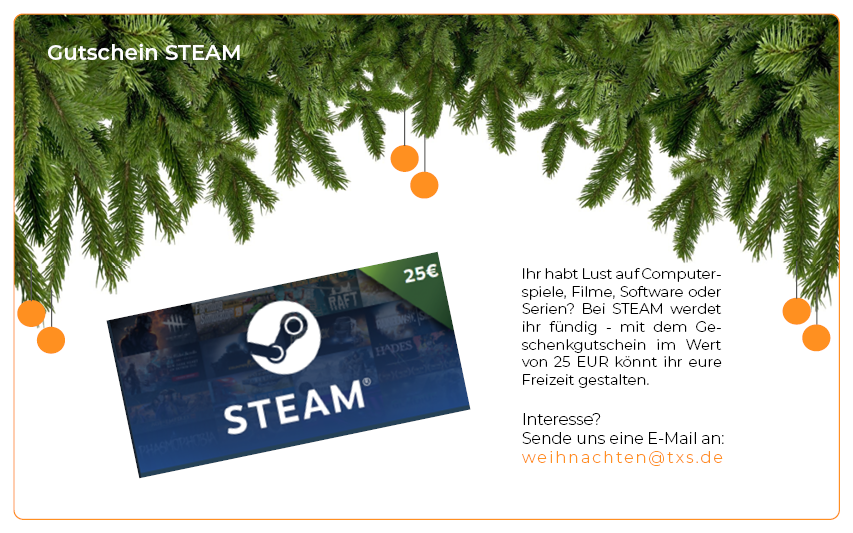 Gutschein STEAM
25€
RAFT
HADES
STEAM®
Ihr habt Lust auf Computer-
spiele, Filme, Software oder
Serien? Bei STEAM werdet
ihr fündig - mit dem Ge-
schenkgutschein im Wert
von 25 EUR könnt ihr eure
Freizeit gestalten.
Interesse?
Sende uns eine E-Mail an:
weihnachten@txs.de